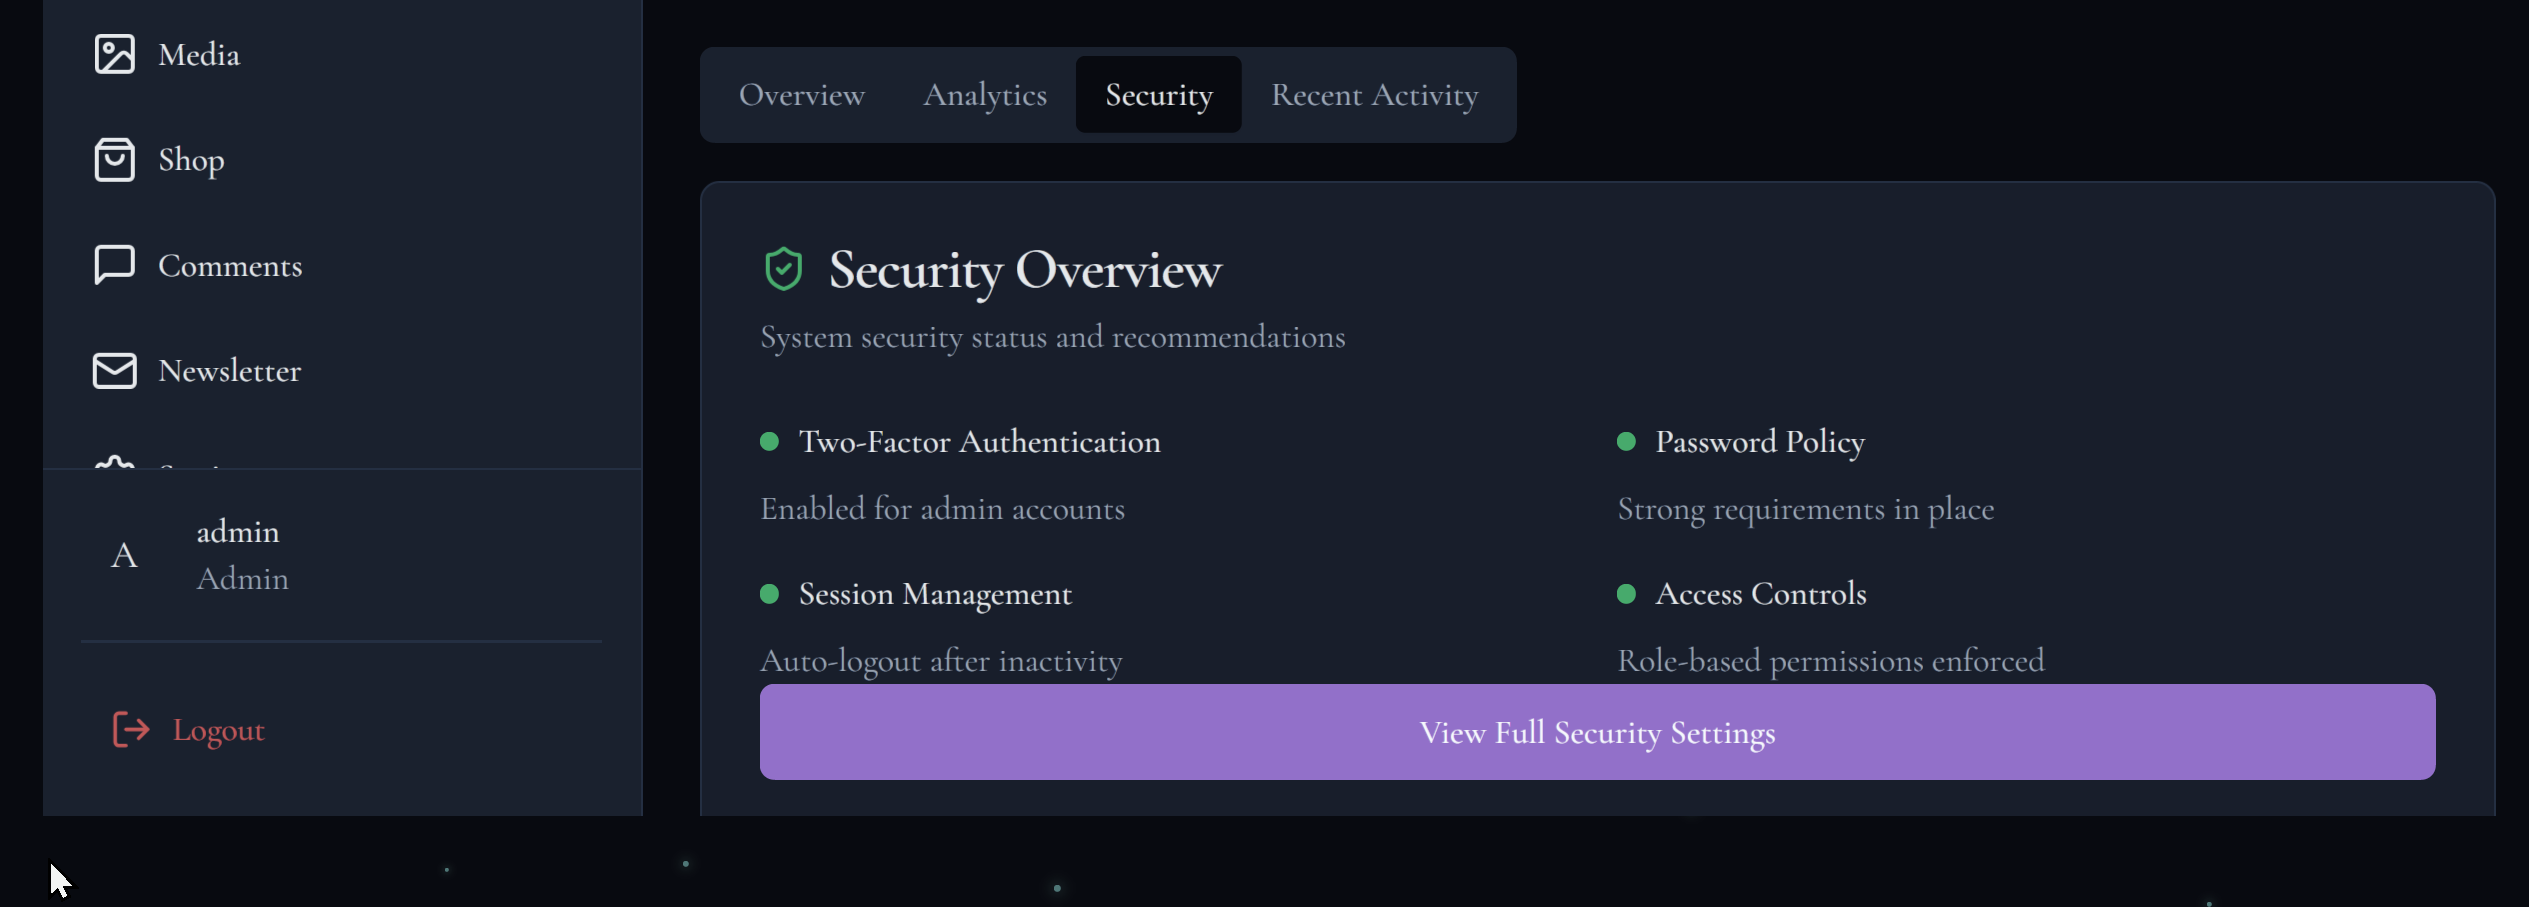 Media
Shop
Comments
Newsletter
admin
A
Admin
Logout
Overview Analytics Security Recent Activity
Security Overview
System security status and recommendations
Two-Factor Authentication
Enabled for admin accounts
Password Policy
Strong requirements in place
Session Management
Auto-logout after inactivity
Access Controls
Role-based permissions enforced
View Full Security Settings